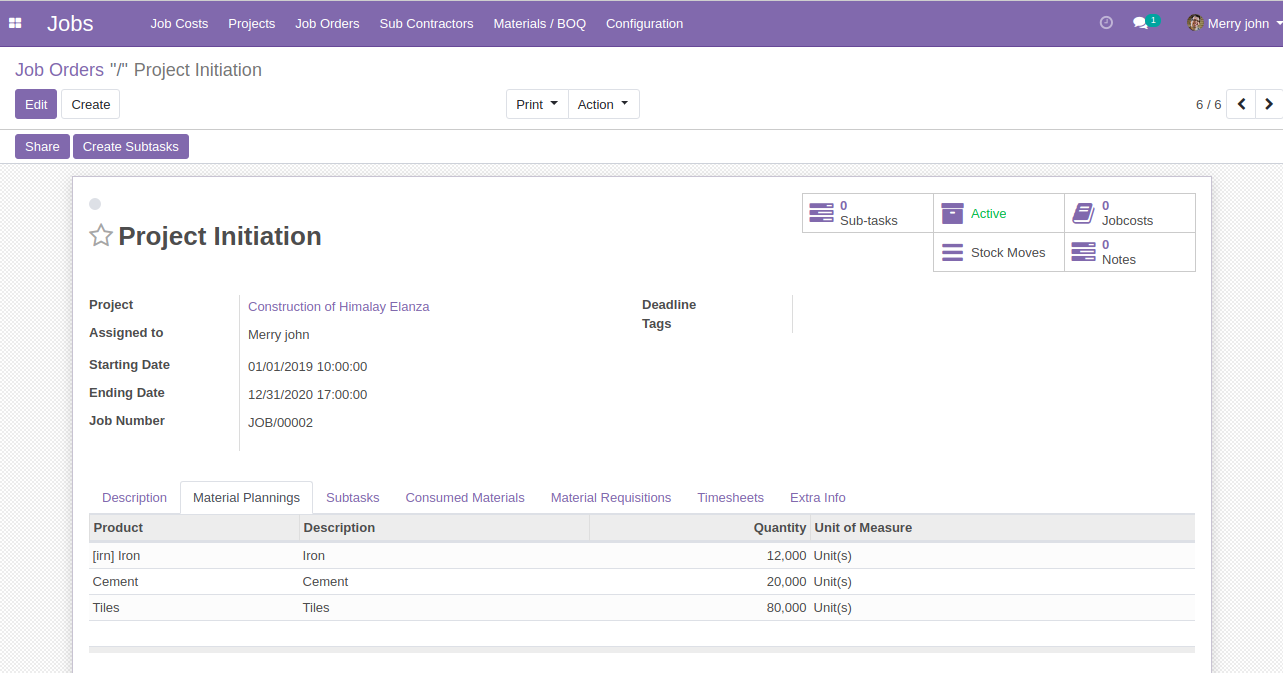 Jobs Job Costs Projects Job Orders Sub Contractors Materials / BOQ Configuration 1 Merry john
Job Orders "/" Project Initiation
Edit Create Print Action 6 / 6
Share Create Subtasks
0 Sub-tasks Active 0 Jobcosts
Project Initiation
Stock Moves 0 Notes
Project Construction of Himalay Elanza Deadline
Assigned to Merry john Tags
Starting Date 01/01/2019 10:00:00
Ending Date 12/31/2020 17:00:00
Job Number JOB/00002
Description Material Plannings Subtasks Consumed Materials Material Requisitions Timesheets Extra Info
Product Description Quantity Unit of Measure
[irn] Iron Iron 12,000 Unit(s)
Cement Cement 20,000 Unit(s)
Tiles Tiles 80,000 Unit(s)